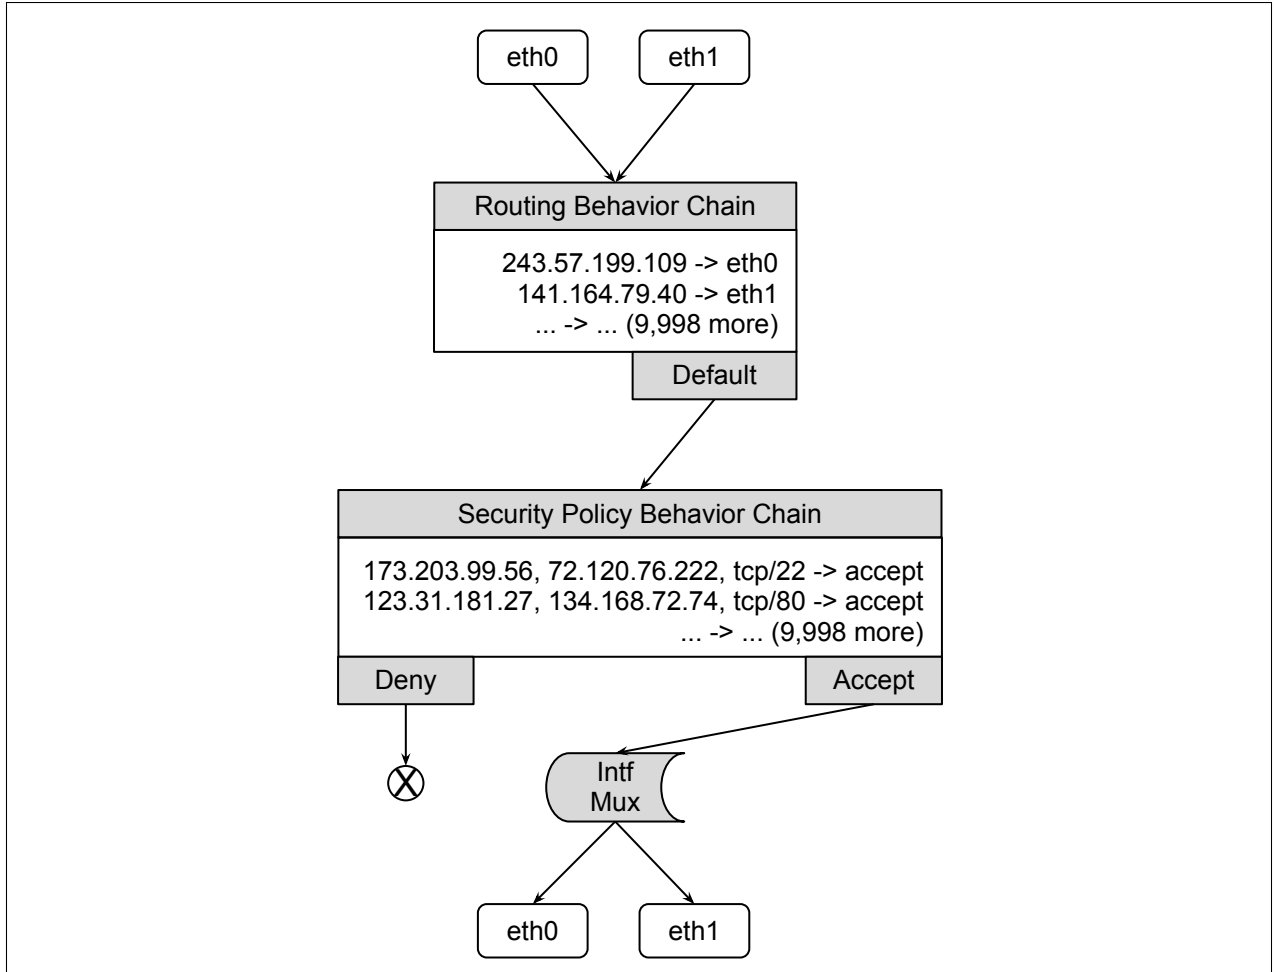 eth0
eth1
Routing Behavior Chain
243.57.199.109 -> eth0
141.164.79.40 -> eth1
... -> ... (9,998 more)
Default
Security Policy Behavior Chain
173.203.99.56, 72.120.76.222, tcp/22 -> accept
123.31.181.27, 134.168.72.74, tcp/80 -> accept
... -> ... (9,998 more)
Deny
Accept
X
Intf
Mux
eth0
eth1